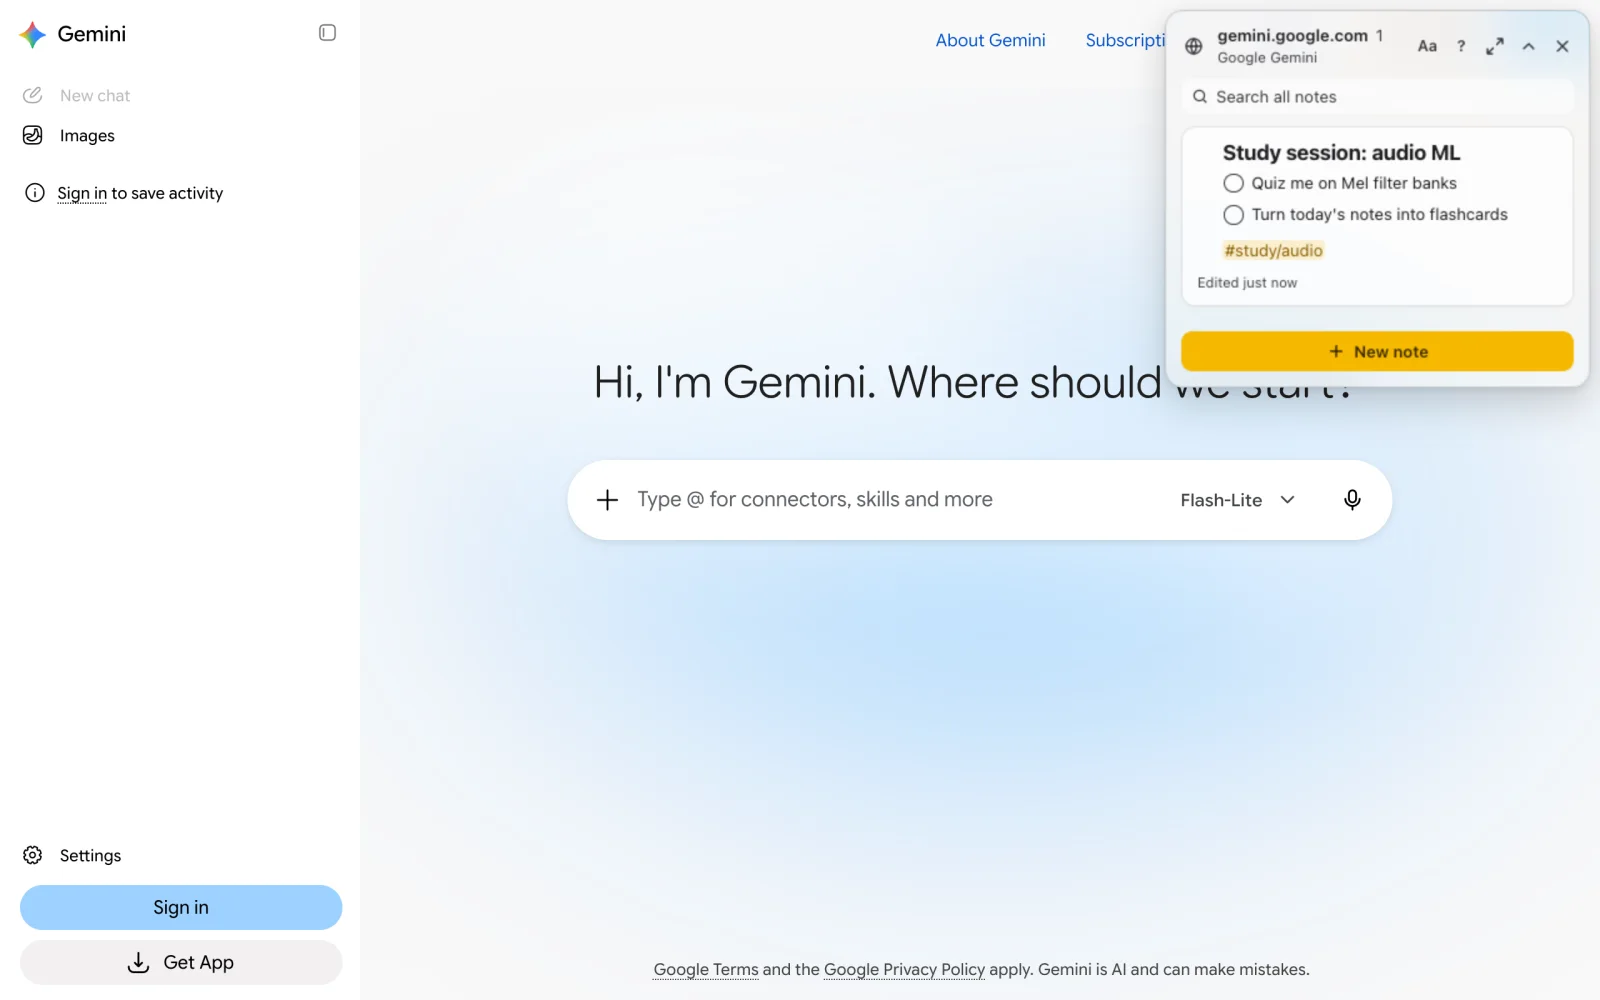 Gemini
New chat
Images
Sign in to save activity
Settings
Sign in
Get App
About Gemini
Subscripti
Hi, I'm Gemini. Where should we start?
Type @ for connectors, skills and more
Flash-Lite
Google Terms and the Google Privacy Policy apply. Gemini is AI and can make mistakes.
gemini.google.com 1
Google Gemini
Aa
?
Search all notes
Study session: audio ML
Quiz me on Mel filter banks
Turn today's notes into flashcards
#study/audio
Edited just now
+ New note